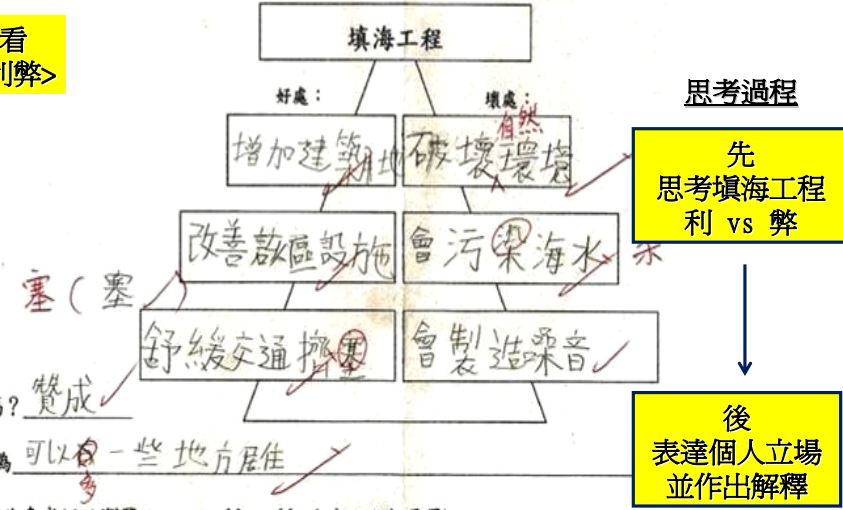 看
利弊>
填海工程
好處：
壞處：
自然
增加建築用地
破壞環境
改善該區設施
會污染海水
塞(塞)
舒緩交通擠塞
會製造噪音
? 贊成
為 可以 一些地方居住
多
思考過程
先
思考填海工程
利 vs 弊
後
表達個人立場
並作出解釋